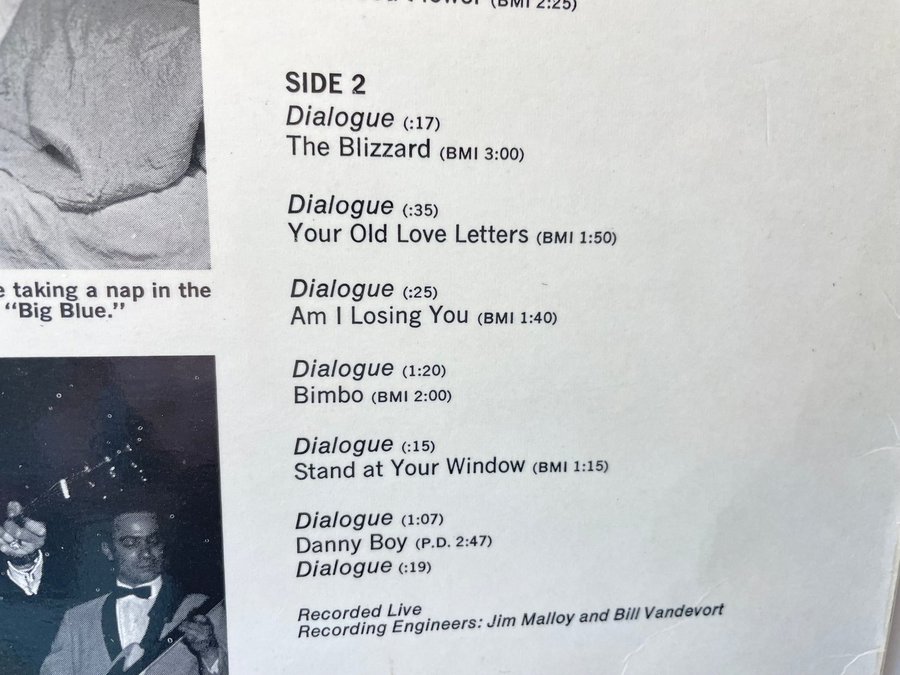 (BMI 2:25)
SIDE 2
Dialogue (:17)
The Blizzard (BMI 3:00)
Dialogue (:35)
Your Old Love Letters (BMI 1:50)
Dialogue (:25)
Am I Losing You (BMI 1:40)
Dialogue (1:20)
Bimbo (BMI 2:00)
Dialogue (:15)
Stand at Your Window (BMI 1:15)
Dialogue (1:07)
Danny Boy (P.D. 2:47)
Dialogue (:19)
Recorded Live
Recording Engineers: Jim Malloy and Bill Vandevort
taking a nap in the
“Big Blue.”